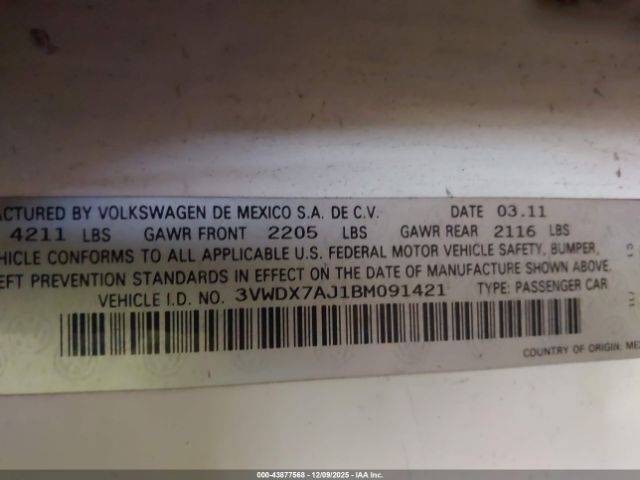 ACTURED BY VOLKSWAGEN DE MEXICO S.A. DE C.V. DATE 03.11
4211 LBS GAWR FRONT 2205 LBS GAWR REAR 2116 LBS
HICLE CONFORMS TO ALL APPLICABLE U.S. FEDERAL MOTOR VEHICLE SAFETY, BUMPER,
EFT PREVENTION STANDARDS IN EFFECT ON THE DATE OF MANUFACTURE SHOWN ABOVE.
VEHICLE I.D. NO. 3VWDX7AJ1BM091421 TYPE: PASSENGER CAR
COUNTRY OF ORIGIN, MEX
000-43877568 - 12/09/2025 - IAA Inc.